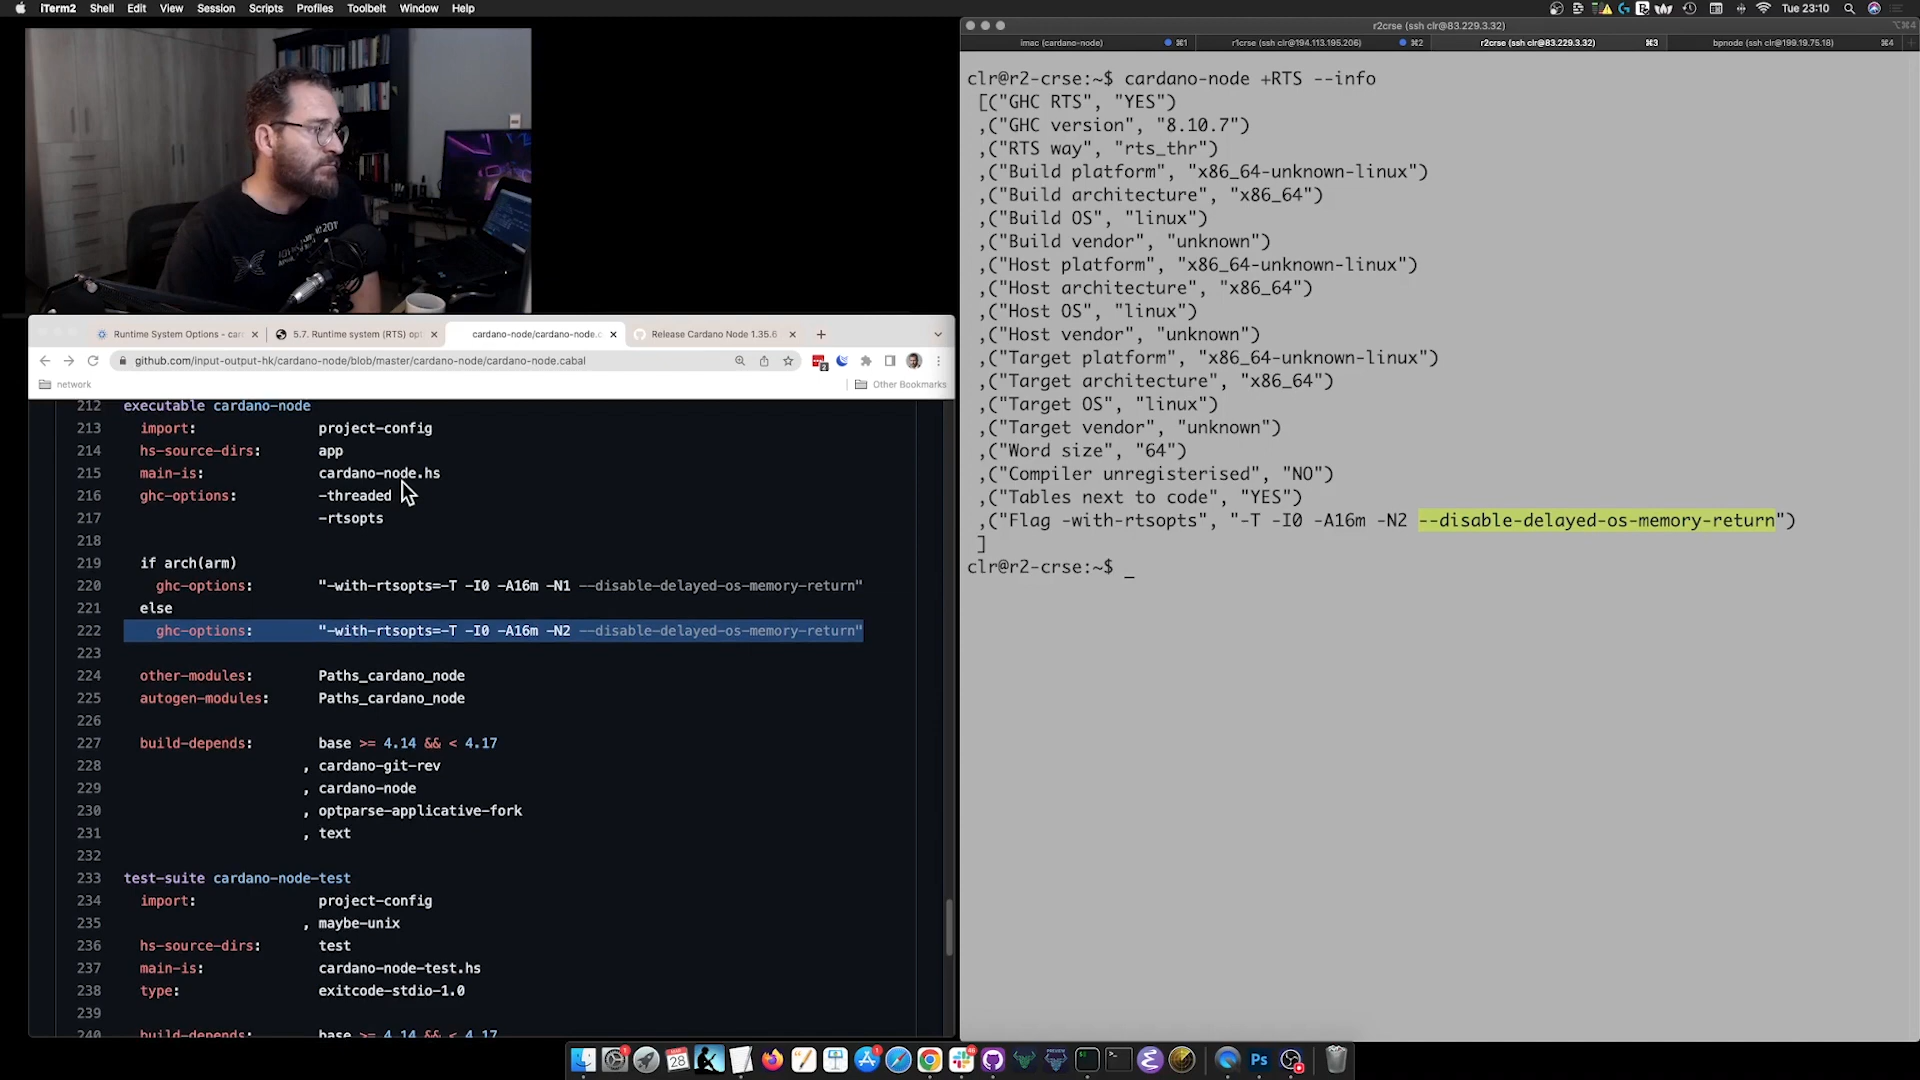 iTerm2 Shell Edit View Session Scripts Profiles Toolbelt Window Help
Tue 23:10
r2crse (ssh clr@83.229.3.32)
⌥⌘4
imac (cardano-node) ⌘1
r1crse (ssh clr@194.113.195.206) ⌘2
r2crse (ssh clr@83.229.3.32) ⌘3
bpnode (ssh clr@199.19.75.18) ⌘4
clr@r2-crse:~$ cardano-node +RTS --info
[("GHC RTS", "YES")
,("GHC version", "8.10.7")
,("RTS way", "rts_thr")
,("Build platform", "x86_64-unknown-linux")
,("Build architecture", "x86_64")
,("Build OS", "linux")
,("Build vendor", "unknown")
,("Host platform", "x86_64-unknown-linux")
,("Host architecture", "x86_64")
,("Host OS", "linux")
,("Host vendor", "unknown")
,("Target platform", "x86_64-unknown-linux")
,("Target architecture", "x86_64")
,("Target OS", "linux")
,("Target vendor", "unknown")
,("Word size", "64")
,("Compiler unregisterised", "NO")
,("Tables next to code", "YES")
,("Flag -with-rtsopts", "-T -I0 -A16m -N2 --disable-delayed-os-memory-return")
]
clr@r2-crse:~$ _
Runtime System Options - car
5.7. Runtime system (RTS) op
cardano-node/cardano-node.c
Release Cardano Node 1.35.6
github.com/input-output-hk/cardano-node/blob/master/cardano-node/cardano-node.cabal
network
Other Bookmarks
212 executable cardano-node
213 import: project-config
214 hs-source-dirs: app
215 main-is: cardano-node.hs
216 ghc-options: -threaded
217 -rtsopts
218
219 if arch(arm)
220 ghc-options: "-with-rtsopts=-T -I0 -A16m -N1 --disable-delayed-os-memory-return"
221 else
222 ghc-options: "-with-rtsopts=-T -I0 -A16m -N2 --disable-delayed-os-memory-return"
223
224 other-modules: Paths_cardano_node
225 autogen-modules: Paths_cardano_node
226
227 build-depends: base >= 4.14 && < 4.17
228 , cardano-git-rev
229 , cardano-node
230 , optparse-applicative-fork
231 , text
232
233 test-suite cardano-node-test
234 import: project-config
235 , maybe-unix
236 hs-source-dirs: test
237 main-is: cardano-node-test.hs
238 type: exitcode-stdio-1.0
239
240 build-depends: base >= 4.14 && < 4.17